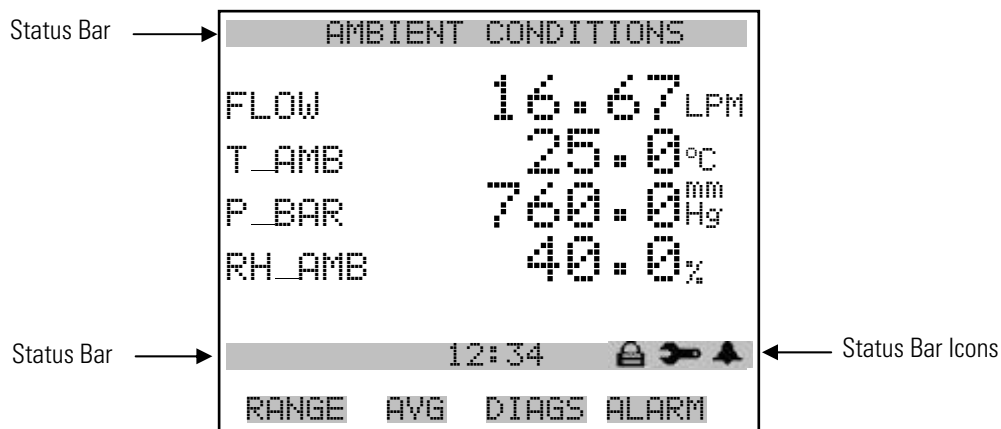 Status Bar
AMBIENT CONDITIONS
FLOW 16.67 LPM
T_AMB 25.0 °C
P_BAR 760.0 mm Hg
RH_AMB 40.0 %
Status Bar
12:34
Status Bar Icons
RANGE AVG DIAGS ALARM